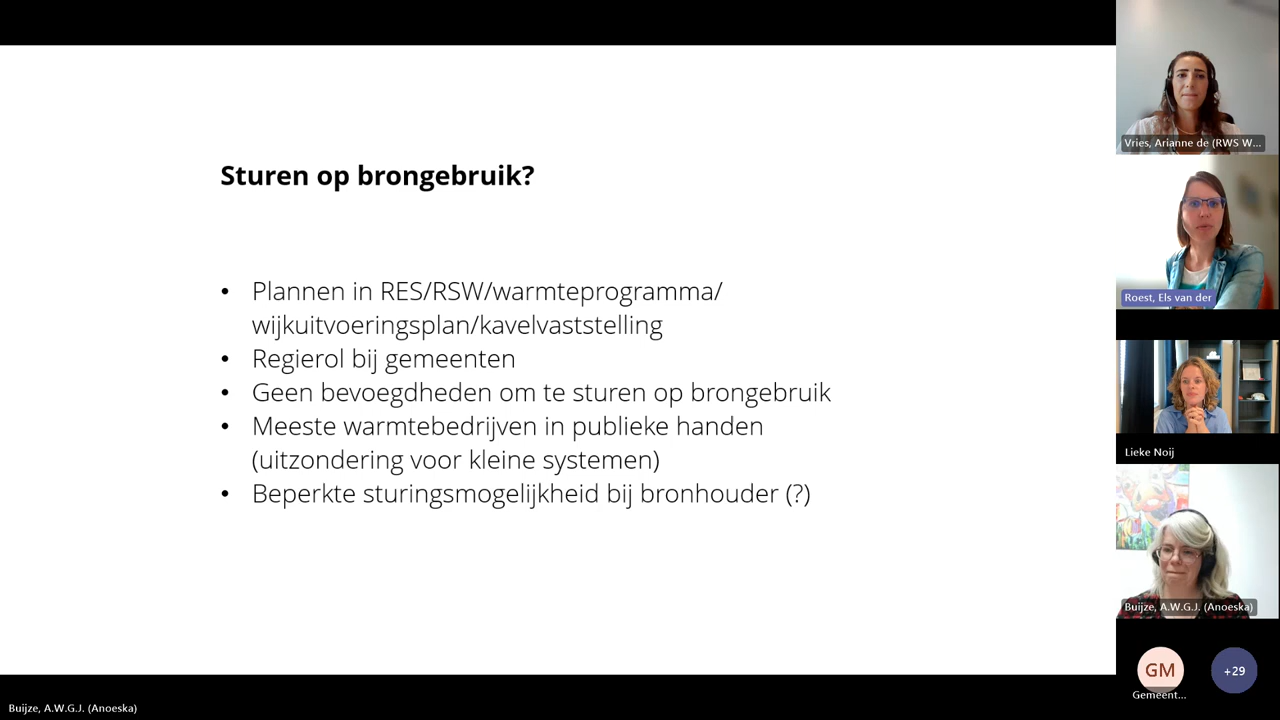 Sturen op brongebruik?
• Plannen in RES/RSW/warmteprogramma/
wijkuitvoeringsplan/kavelvaststelling
• Regierol bij gemeenten
• Geen bevoegdheden om te sturen op brongebruik
• Meeste warmtebedrijven in publieke handen
(uitzondering voor kleine systemen)
• Beperkte sturingsmogelijkheid bij bronhouder (?)
Vries, Arianne de (RWS W...
Roest, Els van der
Lieke Noij
Buijze, A.W.G.J. (Anoeska)
GM
+29
Gemeent...
Buijze, A.W.G.J. (Anoeska)